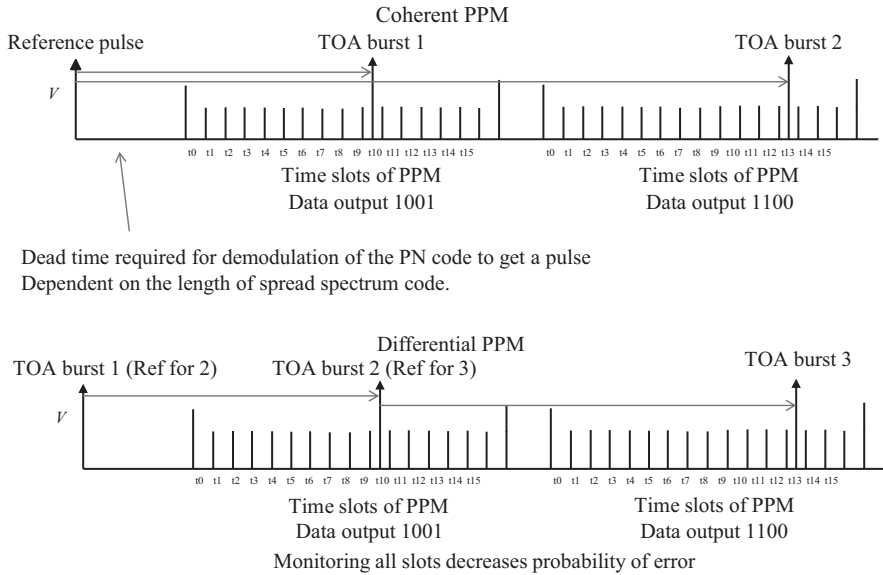 Coherent PPM
Reference pulse TOA burst 1 TOA burst 2
V
t0 t1 t2 t3 t4 t5 t6 t7 t8 t9 t10 t11 t12 t13 t14 t15 t0 t1 t2 t3 t4 t5 t6 t7 t8 t9 t10 t11 t12 t13 t14 t15
Time slots of PPM Time slots of PPM
Data output 1001 Data output 1100
Dead time required for demodulation of the PN code to get a pulse
Dependent on the length of spread spectrum code.
Differential PPM
TOA burst 1 (Ref for 2) TOA burst 2 (Ref for 3) TOA burst 3
V
t0 t1 t2 t3 t4 t5 t6 t7 t8 t9 t10 t11 t12 t13 t14 t15 t0 t1 t2 t3 t4 t5 t6 t7 t8 t9 t10 t11 t12 t13 t14 t15
Time slots of PPM Time slots of PPM
Data output 1001 Data output 1100
Monitoring all slots decreases probability of error